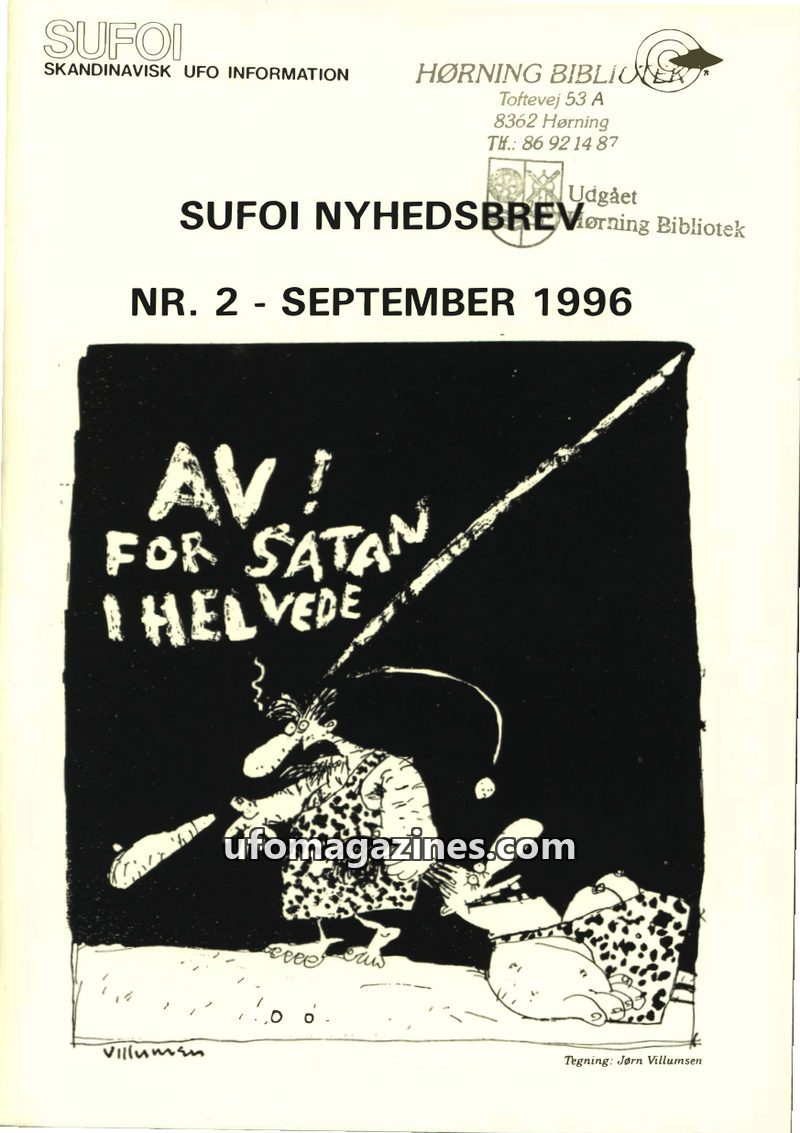 SUFOI
SKANDINAVISK UFO INFORMATION
HØRNING BIBLIOTEK
Toftevej 53 A
8362 Hørning
Tlf.: 86 92 14 87
Udgået
Hørning Bibliotek
SUFOI NYHEDSBREV
NR. 2 - SEPTEMBER 1996
AV!
FOR SATAN
I HELVEDE
ufomagazines.com
Villumsen
Tegning: Jørn Villumsen